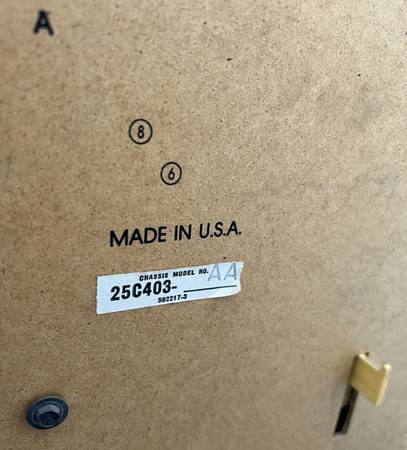 A
8
6
MADE IN U.S.A.
CHASSIS MODEL NO.
25C403- AA
592217-3